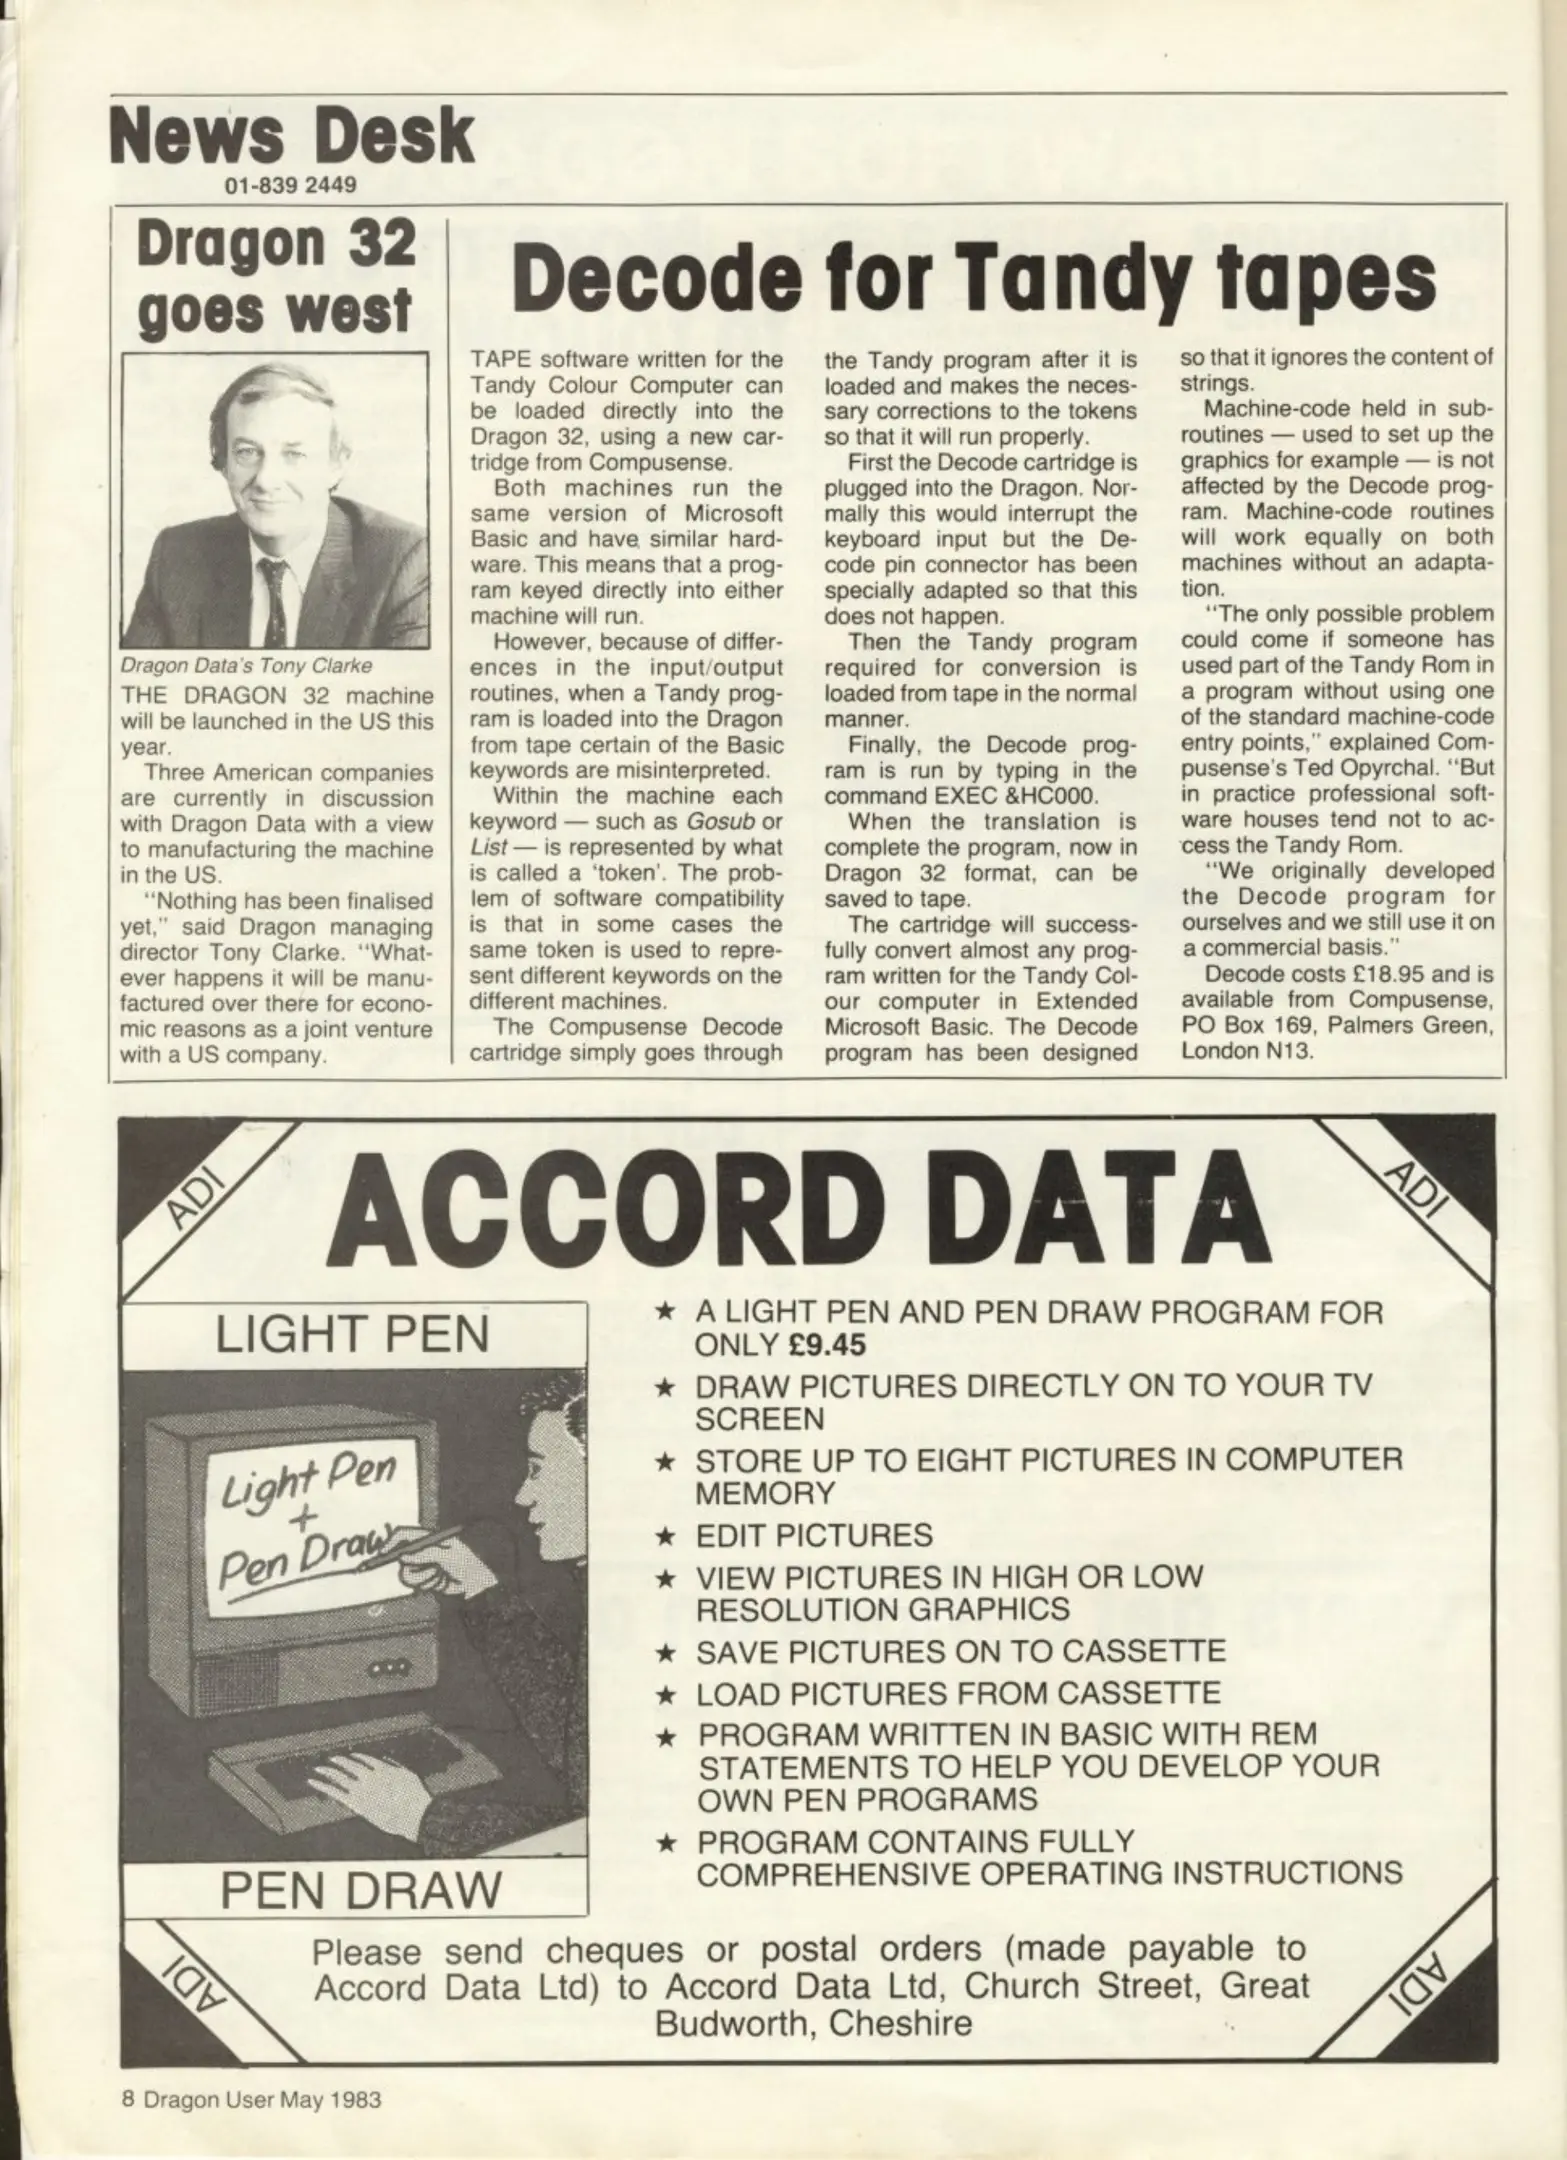 News Desk
01-839 2449
Dragon 32
goes west
Dragon Data's Tony Clarke
THE DRAGON 32 machine
will be launched in the US this
year.
Three American companies
are currently in discussion
with Dragon Data with a view
to manufacturing the machine
in the US.
"Nothing has been finalised
yet," said Dragon managing
director Tony Clarke. "What-
ever happens it will be manu-
factured over there for econo-
mic reasons as a joint venture
with a US company.
Decode for Tandy tapes
TAPE software written for the
Tandy Colour Computer can
be loaded directly into the
Dragon 32, using a new car-
tridge from Compusense.
Both machines run the
same version of Microsoft
Basic and have similar hard-
ware. This means that a prog-
ram keyed directly into either
machine will run.
However, because of differ-
ences in the input/output
routines, when a Tandy prog-
ram is loaded into the Dragon
from tape certain of the Basic
keywords are misinterpreted.
Within the machine each
keyword — such as Gosub or
List — is represented by what
is called a 'token'. The prob-
lem of software compatibility
is that in some cases the
same token is used to repre-
sent different keywords on the
different machines.
The Compusense Decode
cartridge simply goes through
the Tandy program after it is
loaded and makes the neces-
sary corrections to the tokens
so that it will run properly.
First the Decode cartridge is
plugged into the Dragon. Nor-
mally this would interrupt the
keyboard input but the De-
code pin connector has been
specially adapted so that this
does not happen.
Then the Tandy program
required for conversion is
loaded from tape in the normal
manner.
Finally, the Decode prog-
ram is run by typing in the
command EXEC &HC000.
When the translation is
complete the program, now in
Dragon 32 format, can be
saved to tape.
The cartridge will success-
fully convert almost any prog-
ram written for the Tandy Col-
our computer in Extended
Microsoft Basic. The Decode
program has been designed
so that it ignores the content of
strings.
Machine-code held in sub-
routines — used to set up the
graphics for example — is not
affected by the Decode prog-
ram. Machine-code routines
will work equally on both
machines without an adapta-
tion.
"The only possible problem
could come if someone has
used part of the Tandy Rom in
a program without using one
of the standard machine-code
entry points," explained Com-
pusense's Ted Opyrchal. "But
in practice professional soft-
ware houses tend not to ac-
cess the Tandy Rom.
"We originally developed
the Decode program for
ourselves and we still use it on
a commercial basis."
Decode costs £18.95 and is
available from Compusense,
PO Box 169, Palmers Green,
London N13.
ADI
ACCORD DATA
ADI
LIGHT PEN
Light Pen
+
Pen Draw
PEN DRAW
★ A LIGHT PEN AND PEN DRAW PROGRAM FOR
ONLY £9.45
★ DRAW PICTURES DIRECTLY ON TO YOUR TV
SCREEN
★ STORE UP TO EIGHT PICTURES IN COMPUTER
MEMORY
★ EDIT PICTURES
★ VIEW PICTURES IN HIGH OR LOW
RESOLUTION GRAPHICS
★ SAVE PICTURES ON TO CASSETTE
★ LOAD PICTURES FROM CASSETTE
★ PROGRAM WRITTEN IN BASIC WITH REM
STATEMENTS TO HELP YOU DEVELOP YOUR
OWN PEN PROGRAMS
★ PROGRAM CONTAINS FULLY
COMPREHENSIVE OPERATING INSTRUCTIONS
ADI
Please send cheques or postal orders (made payable to
Accord Data Ltd) to Accord Data Ltd, Church Street, Great
Budworth, Cheshire
ADI
8 Dragon User May 1983